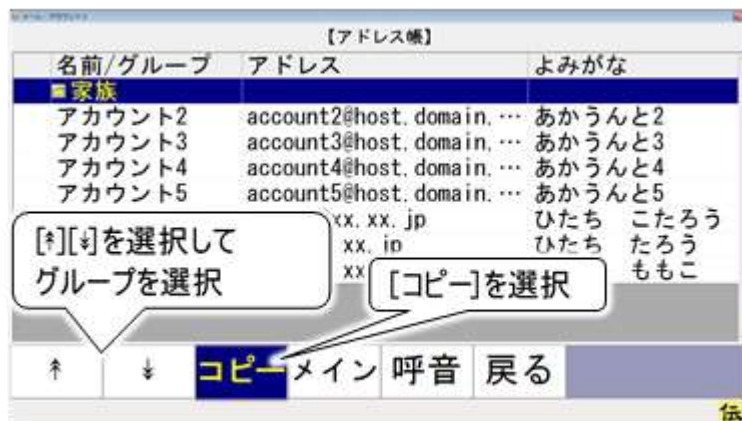 【アドレス帳】
名前/グループ アドレス よみがな
家族
アカウント2 account2@host.domain.… あかうんと2
アカウント3 account3@host.domain.… あかうんと3
アカウント4 account4@host.domain.… あかうんと4
アカウント5 account5@host.domain.… あかうんと5
xx.xx.jp ひたち こたろう
xx.jp ひたち たろう
xx ももこ
[↟][↡]を選択して
グループを選択
[コピー]を選択
↟ ↡ コピー メイン 呼音 戻る
伝